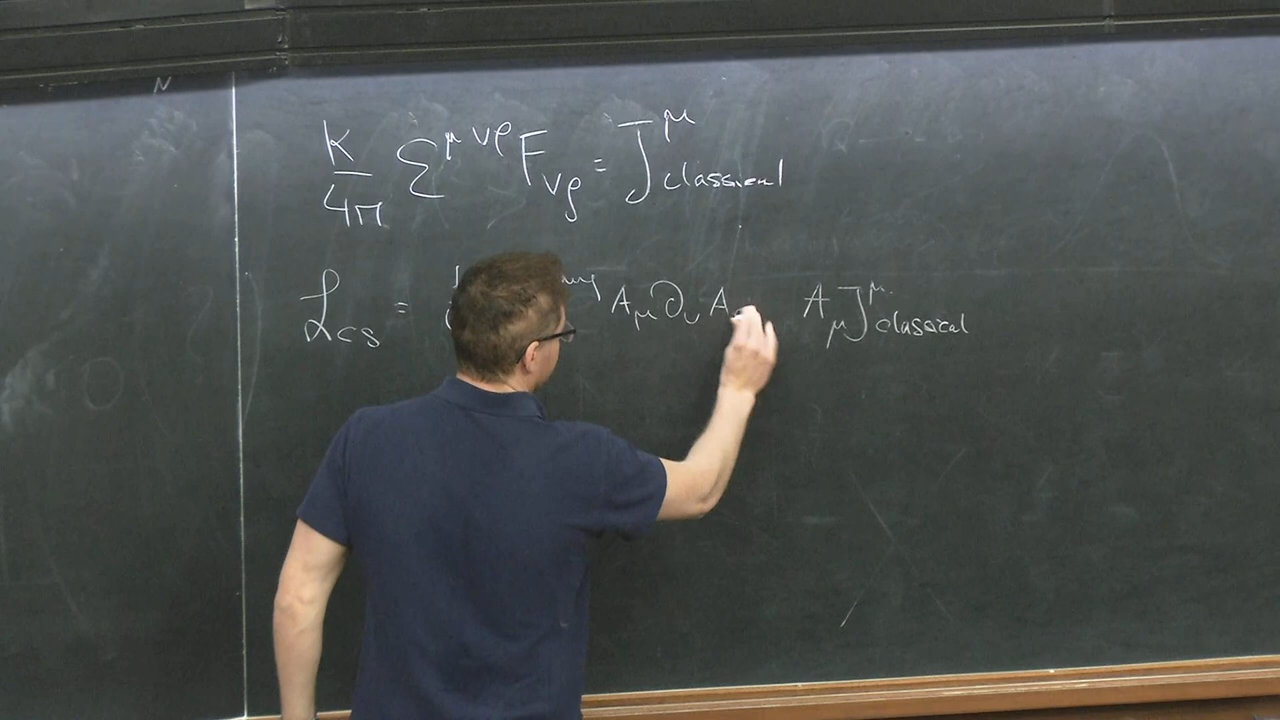 N
K/4π ε^{μνρ} F_{νρ} = J^μ_{classical}
ℒ_{CS} = A_μ ∂_ν A A_μ J^μ_{classical}